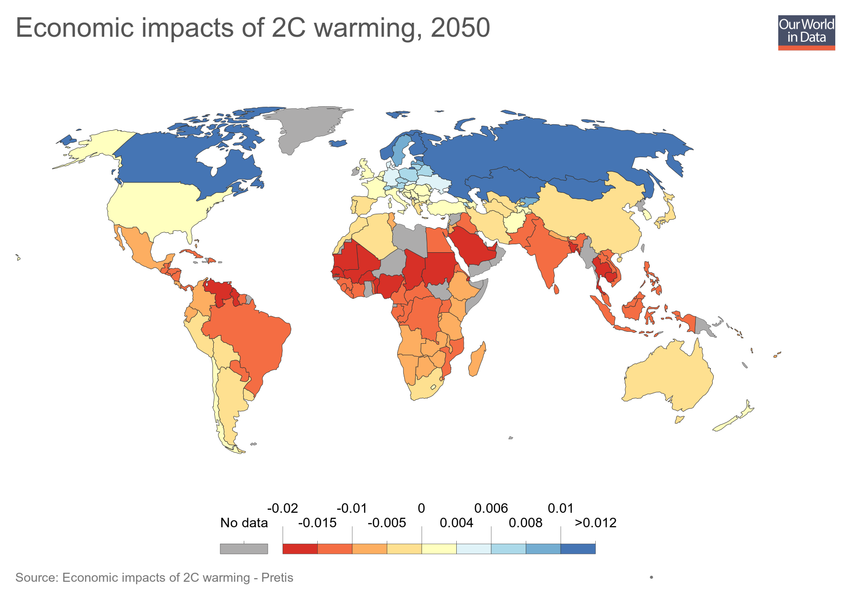 Economic impacts of 2C warming, 2050
Our World
in Data
-0.02 -0.01 0 0.006 0.01
No data -0.015 -0.005 0.004 0.008 >0.012
Source: Economic impacts of 2C warming - Pretis